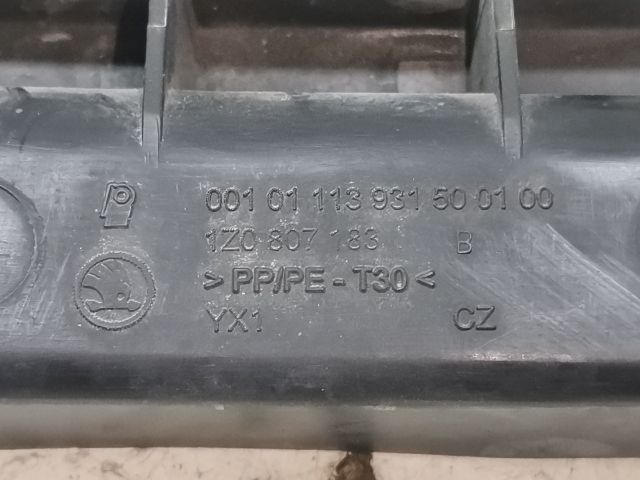 001 01 113 931 50 01 00
1Z0 807 183 B
> PP/PE - T30 <
YX1 CZ